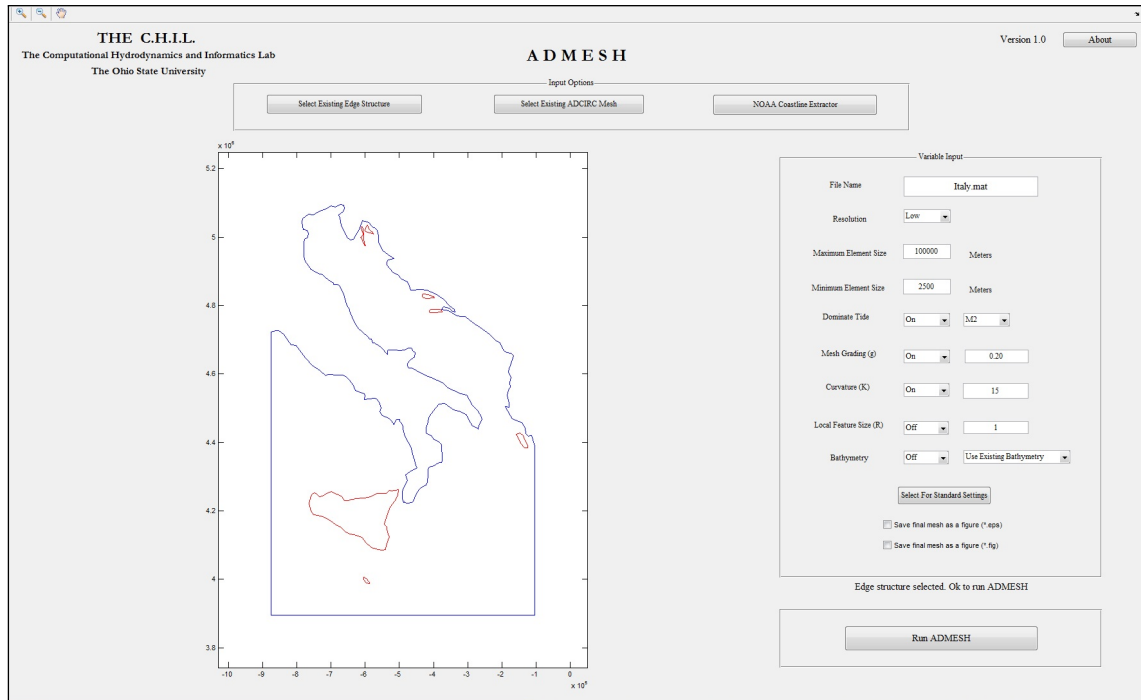 THE C.H.I.L.
The Computational Hydrodynamics and Informatics Lab
The Ohio State University
ADMESH
Version 1.0
About
Input Options
Select Existing Edge Structure
Select Existing ADCIRC Mesh
NOAA Coastline Extractor
x 10⁶
5.2
5
4.8
4.6
4.4
4.2
4
3.8
-10 -9 -8 -7 -6 -5 -4 -3 -2 -1 0
Variable Input
File Name Italy.mat
Resolution Low
Maximum Element Size 100000 Meters
Minimum Element Size 2500 Meters
Dominate Tide On M2
Mesh Grading (g) On 0.20
Curvature (K) On 15
Local Feature Size (R) Off 1
Bathymetry Off Use Existing Bathymetry
Select For Standard Settings
Save final mesh as a figure (*.eps)
Save final mesh as a figure (*.fig)
Edge structure selected. Ok to run ADMESH
Run ADMESH